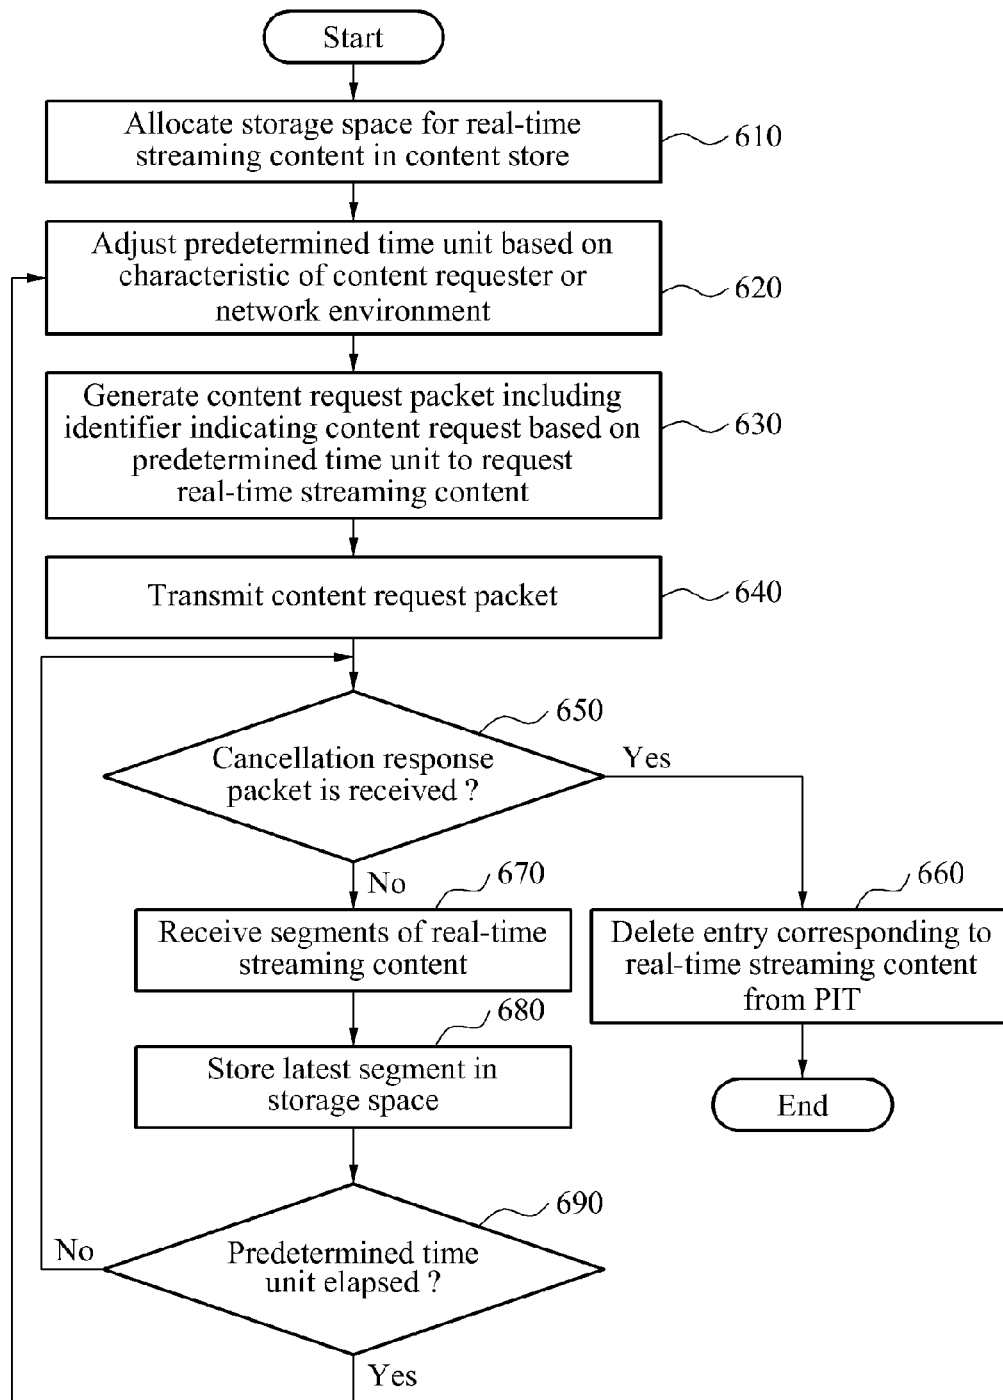 Start
Allocate storage space for real-time
streaming content in content store
610
Adjust predetermined time unit based on
characteristic of content requester or
network environment
620
Generate content request packet including
identifier indicating content request based on
predetermined time unit to request
real-time streaming content
630
Transmit content request packet
640
650
Cancellation response
packet is received ?
Yes
No
670
Receive segments of real-time
streaming content
660
Delete entry corresponding to
real-time streaming content
from PIT
680
Store latest segment in
storage space
End
690
Predetermined time
unit elapsed ?
No
Yes